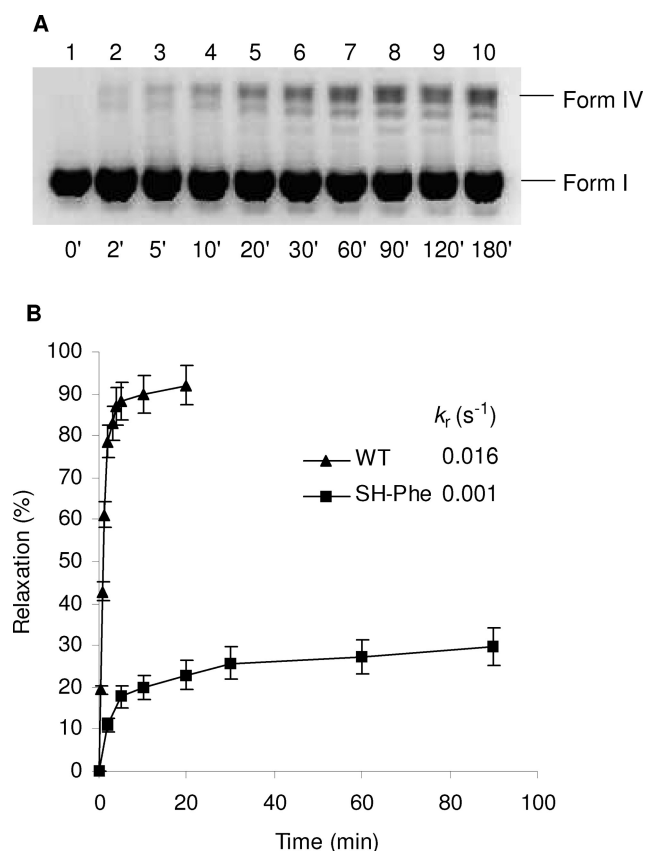 A
1 2 3 4 5 6 7 8 9 10
Form IV
Form I
0' 2' 5' 10' 20' 30' 60' 90' 120' 180'
B
100
90
80
70
60
50
40
30
20
10
0
Relaxation (%)
kr (s-1)
WT 0.016
SH-Phe 0.001
0 20 40 60 80 100
Time (min)